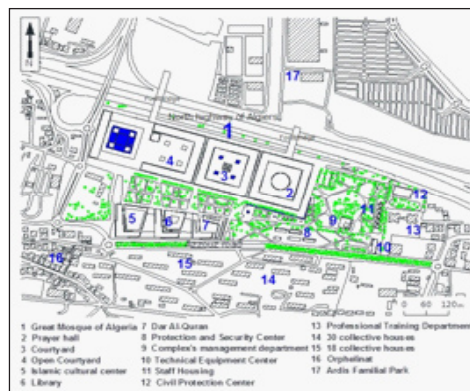 N
17
North highway of Algeria
1
4
3
2
12
11
9
5
6
7
8
13
10
15
16
14
0 60 120m
1 Great Mosque of Algeria 7 Dar Al-Quran 13 Professional Training Department
2 Prayer hall 8 Protection and Security Center 14 30 collective houses
3 Courtyard 9 Complex's management department 15 18 collective houses
4 Open Courtyard 10 Technical Equipment Center 16 Orphelinat
5 Islamic cultural center 11 Staff Housing 17 Ardis Familial Park
6 Library 12 Civil Protection Center